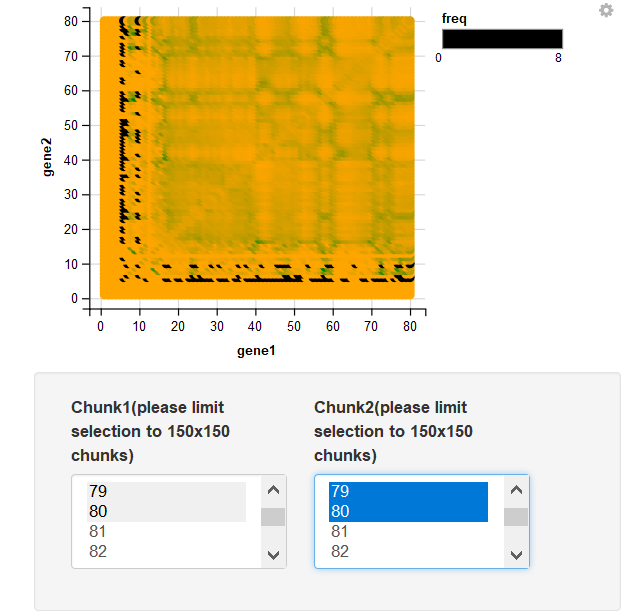 80
70
60
50
40
30
20
10
0
gene2
0 10 20 30 40 50 60 70 80
gene1
freq
0 8
Chunk1(please limit
selection to 150x150
chunks)
79
80
81
82
Chunk2(please limit
selection to 150x150
chunks)
79
80
81
82